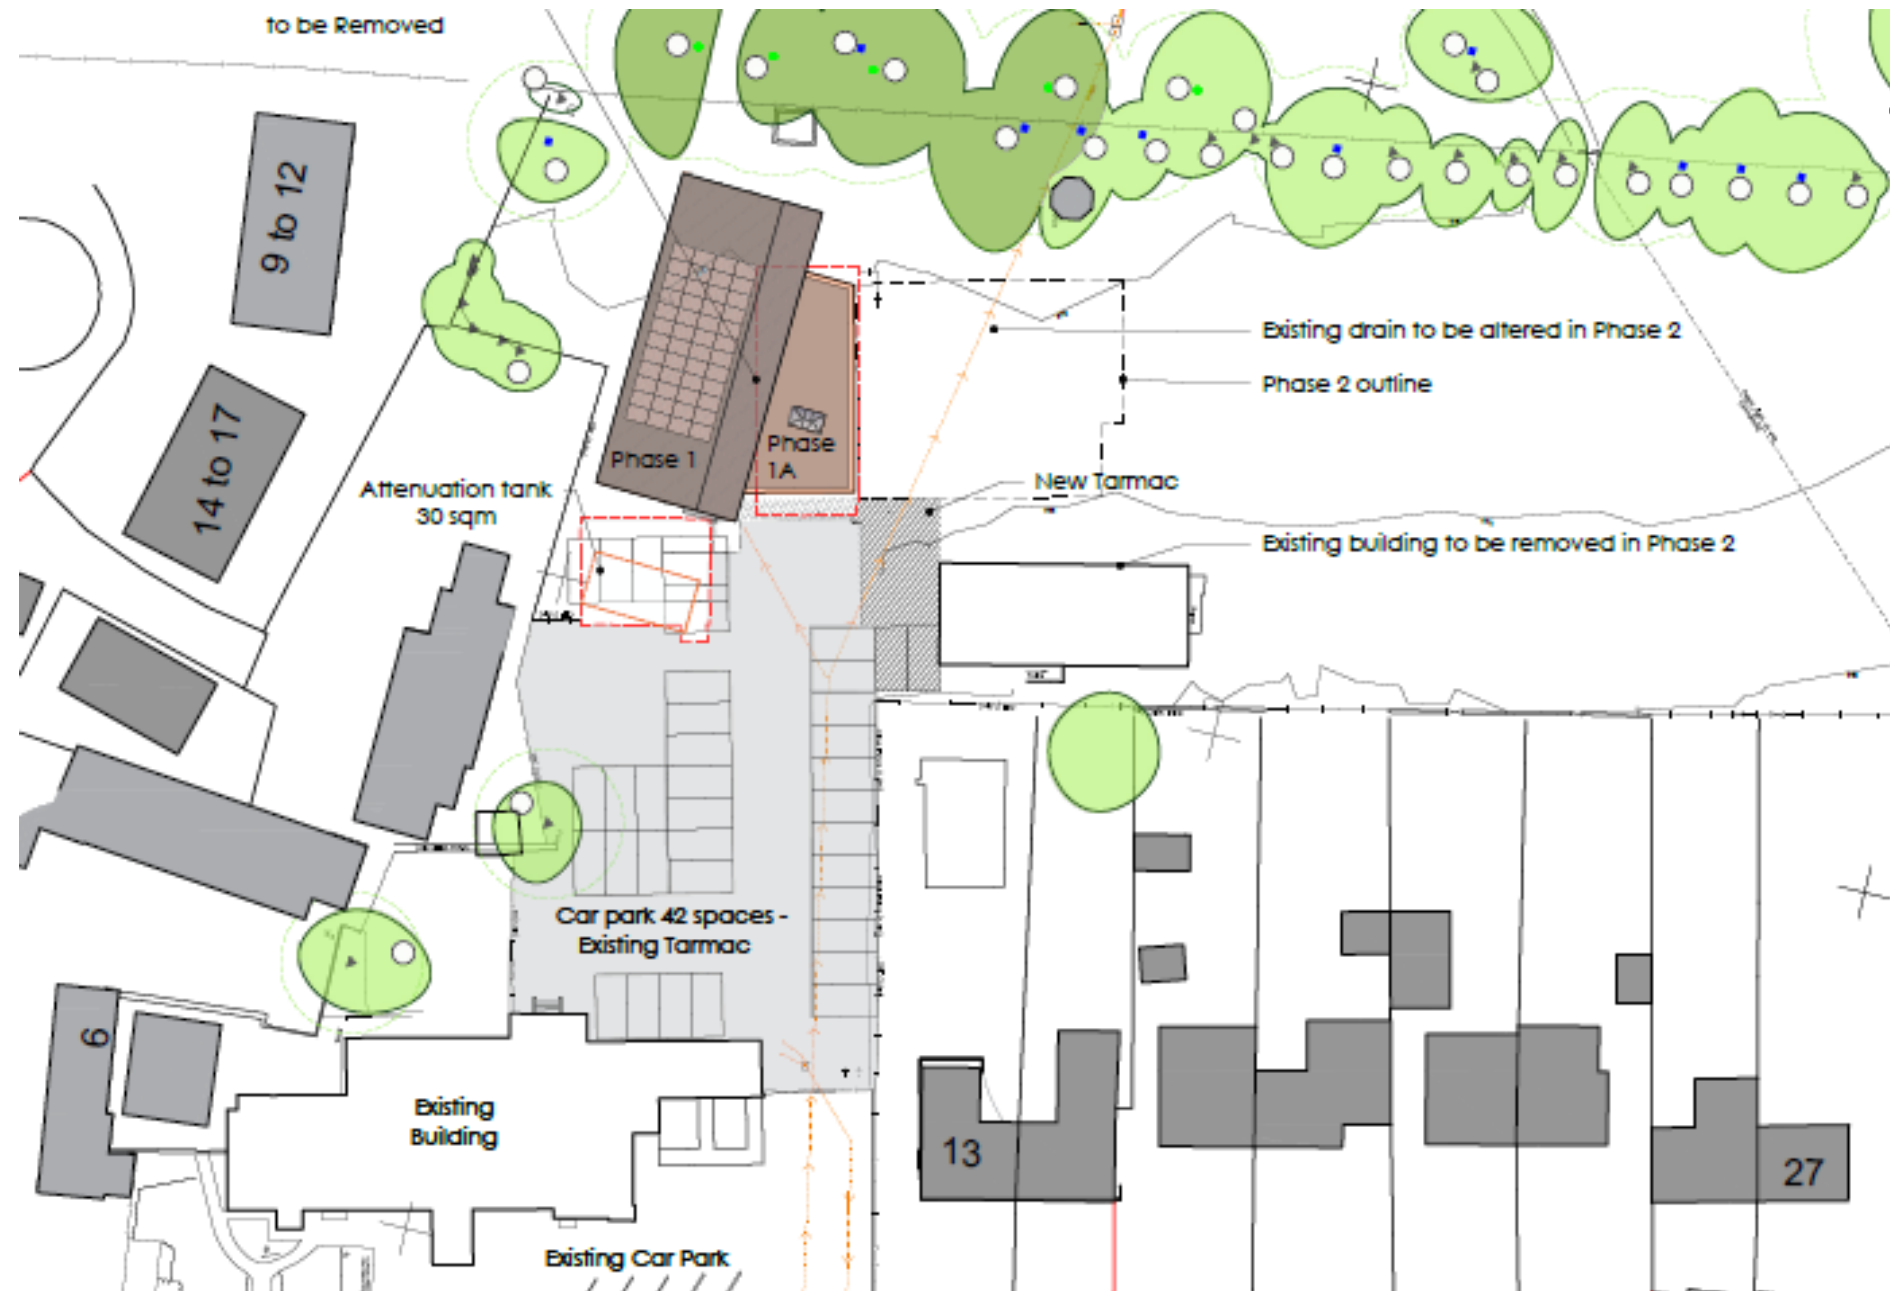 to be Removed
9 to 12
Existing drain to be altered in Phase 2
Phase 2 outline
14 to 17
Phase 1
Phase
1A
Attenuation tank
30 sqm
New Tarmac
Existing building to be removed in Phase 2
Car park 42 spaces -
Existing Tarmac
6
Existing
Building
13
27
Existing Car Park